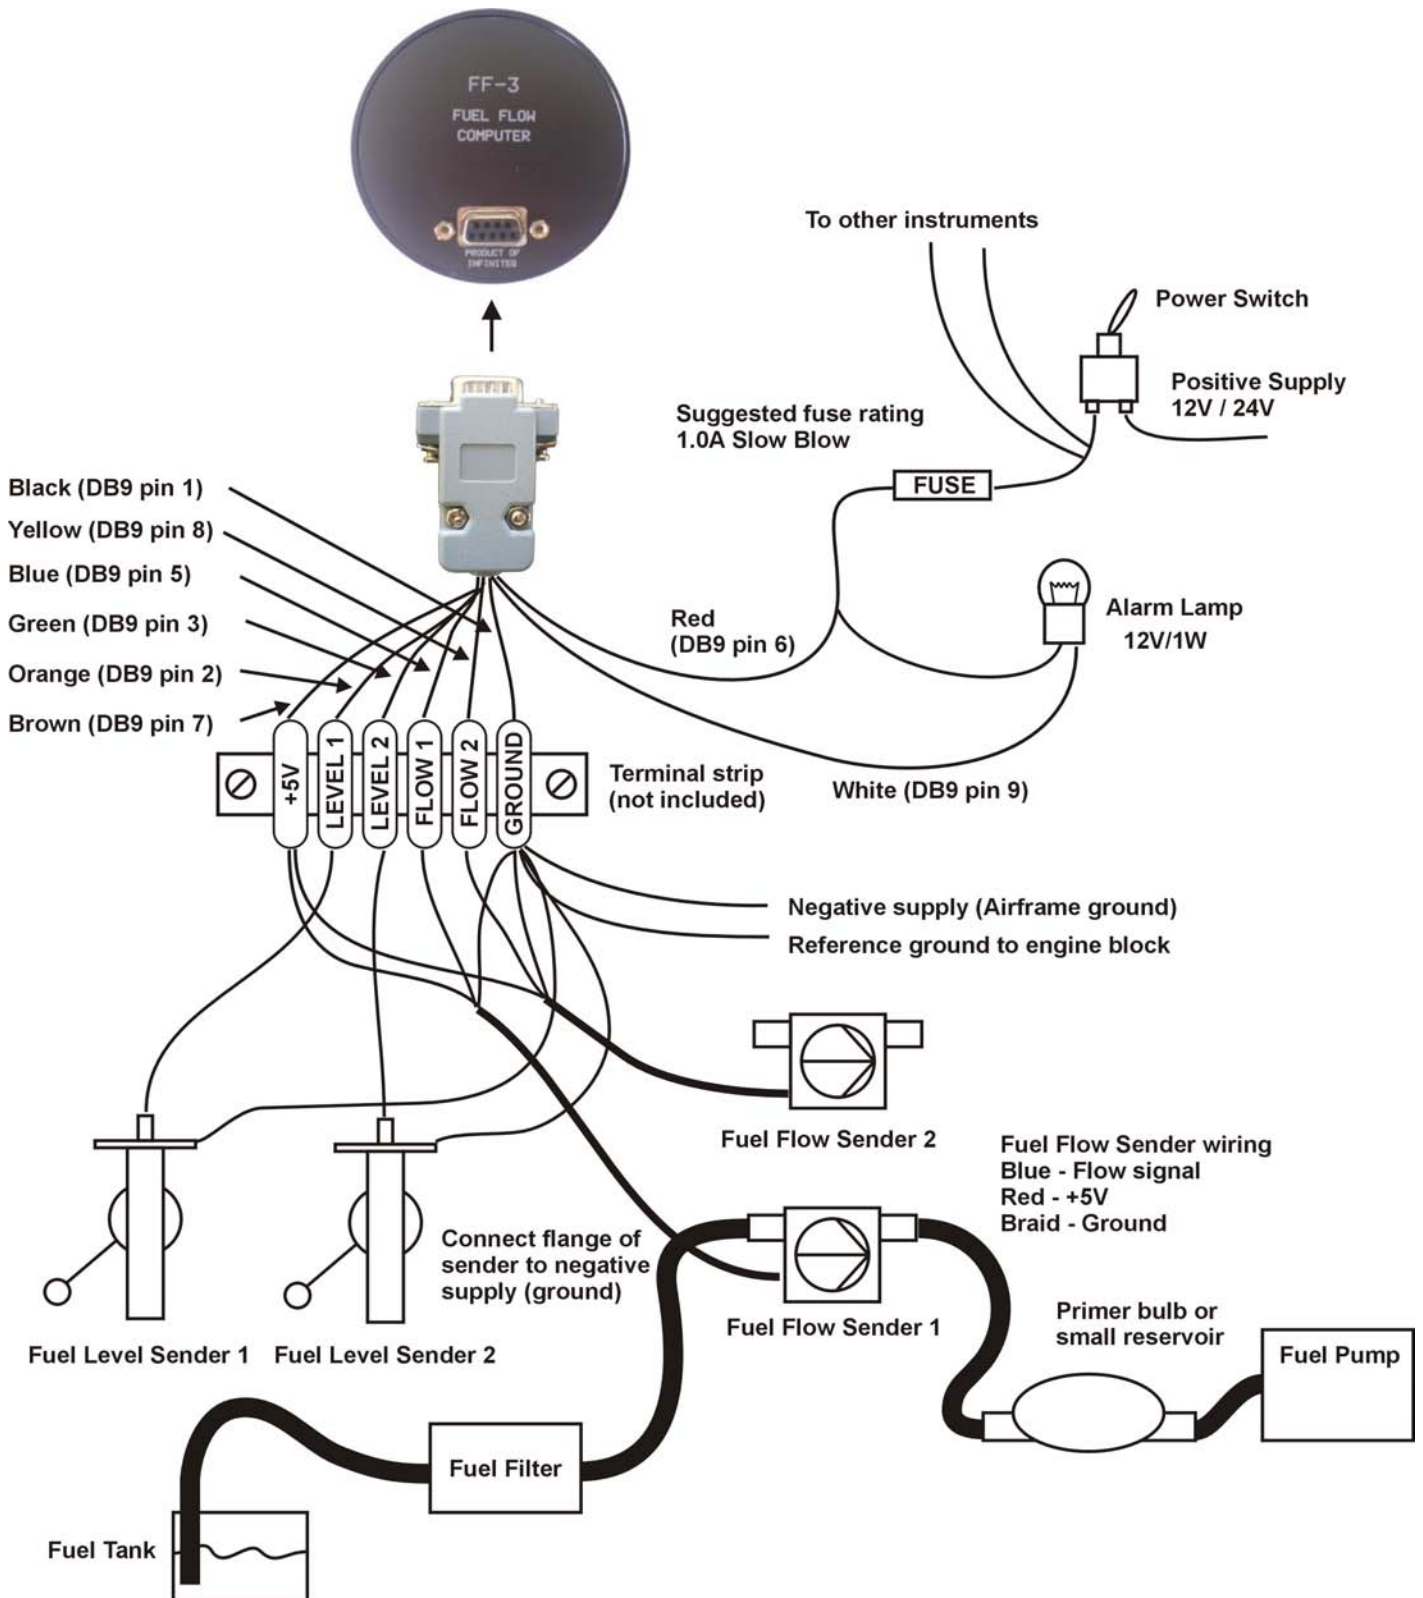 FF-3
FUEL FLOW
COMPUTER
PRODUCT OF
INFINITEQ
To other instruments
Power Switch
Positive Supply
12V / 24V
Suggested fuse rating
1.0A Slow Blow
FUSE
Black (DB9 pin 1)
Yellow (DB9 pin 8)
Blue (DB9 pin 5)
Green (DB9 pin 3)
Orange (DB9 pin 2)
Brown (DB9 pin 7)
Red
(DB9 pin 6)
Alarm Lamp
12V/1W
+5V
LEVEL 1
LEVEL 2
FLOW 1
FLOW 2
GROUND
Terminal strip
(not included)
White (DB9 pin 9)
Negative supply (Airframe ground)
Reference ground to engine block
Fuel Flow Sender 2
Fuel Flow Sender wiring
Blue - Flow signal
Red - +5V
Braid - Ground
Connect flange of
sender to negative
supply (ground)
Fuel Flow Sender 1
Fuel Level Sender 1
Fuel Level Sender 2
Primer bulb or
small reservoir
Fuel Pump
Fuel Filter
Fuel Tank